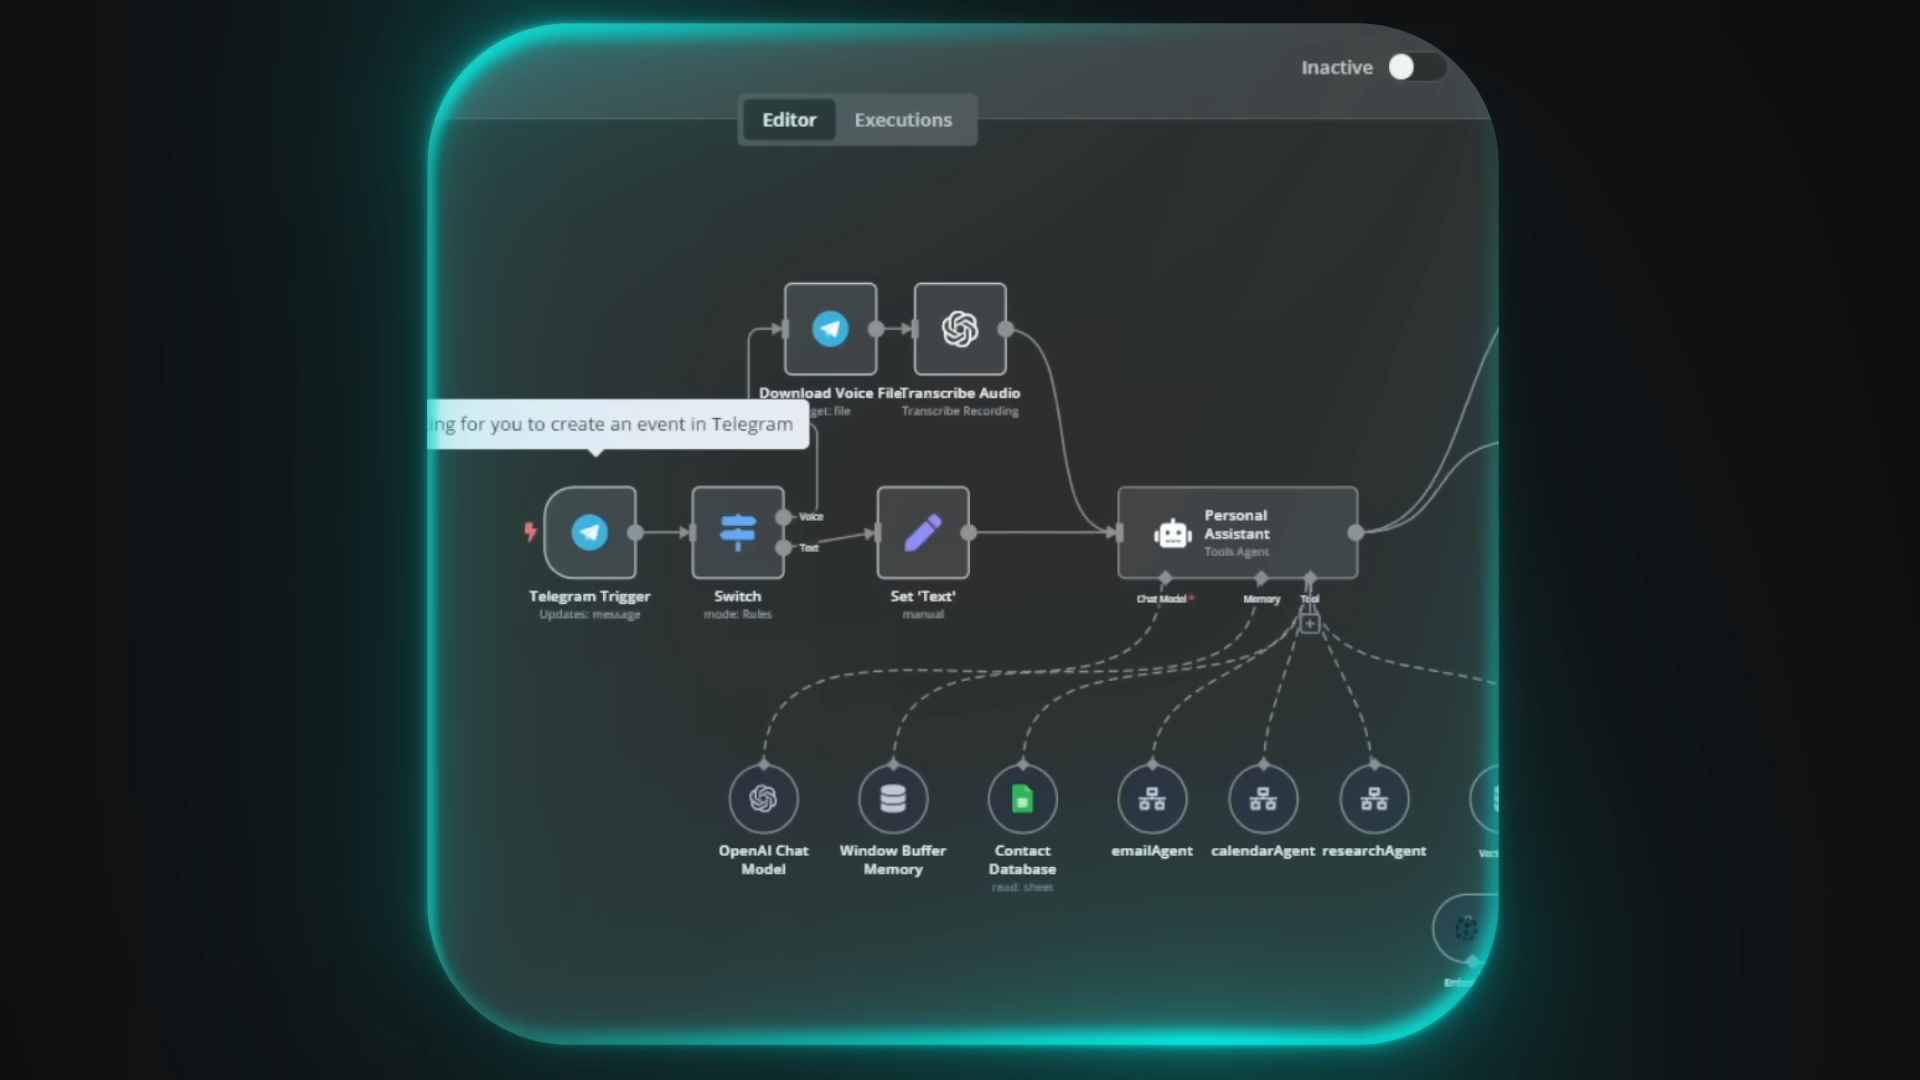 Inactive
Editor
Executions
Download Voice File
get: file
Transcribe Audio
Transcribe Recording
ing for you to create an event in Telegram
Voice
Text
Telegram Trigger
Updates: message
Switch
mode: Rules
Set 'Text'
manual
Personal
Assistant
Tools Agent
Chat Model *
Memory
Tool
OpenAI Chat
Model
Window Buffer
Memory
Contact
Database
read: sheet
emailAgent
calendarAgent
researchAgent